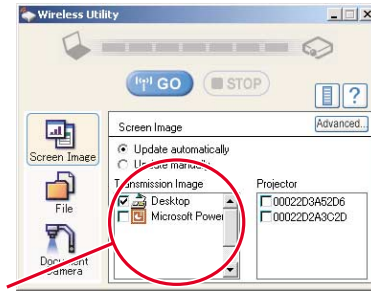 Wireless Utility
GO
STOP
?
Screen Image
Advanced...
Update automatically
Update manually
Screen Image
Transmission Image
Projector
Desktop
00022D3A52D6
Microsoft Power
00022D2A3C2D
File
Document
Camera